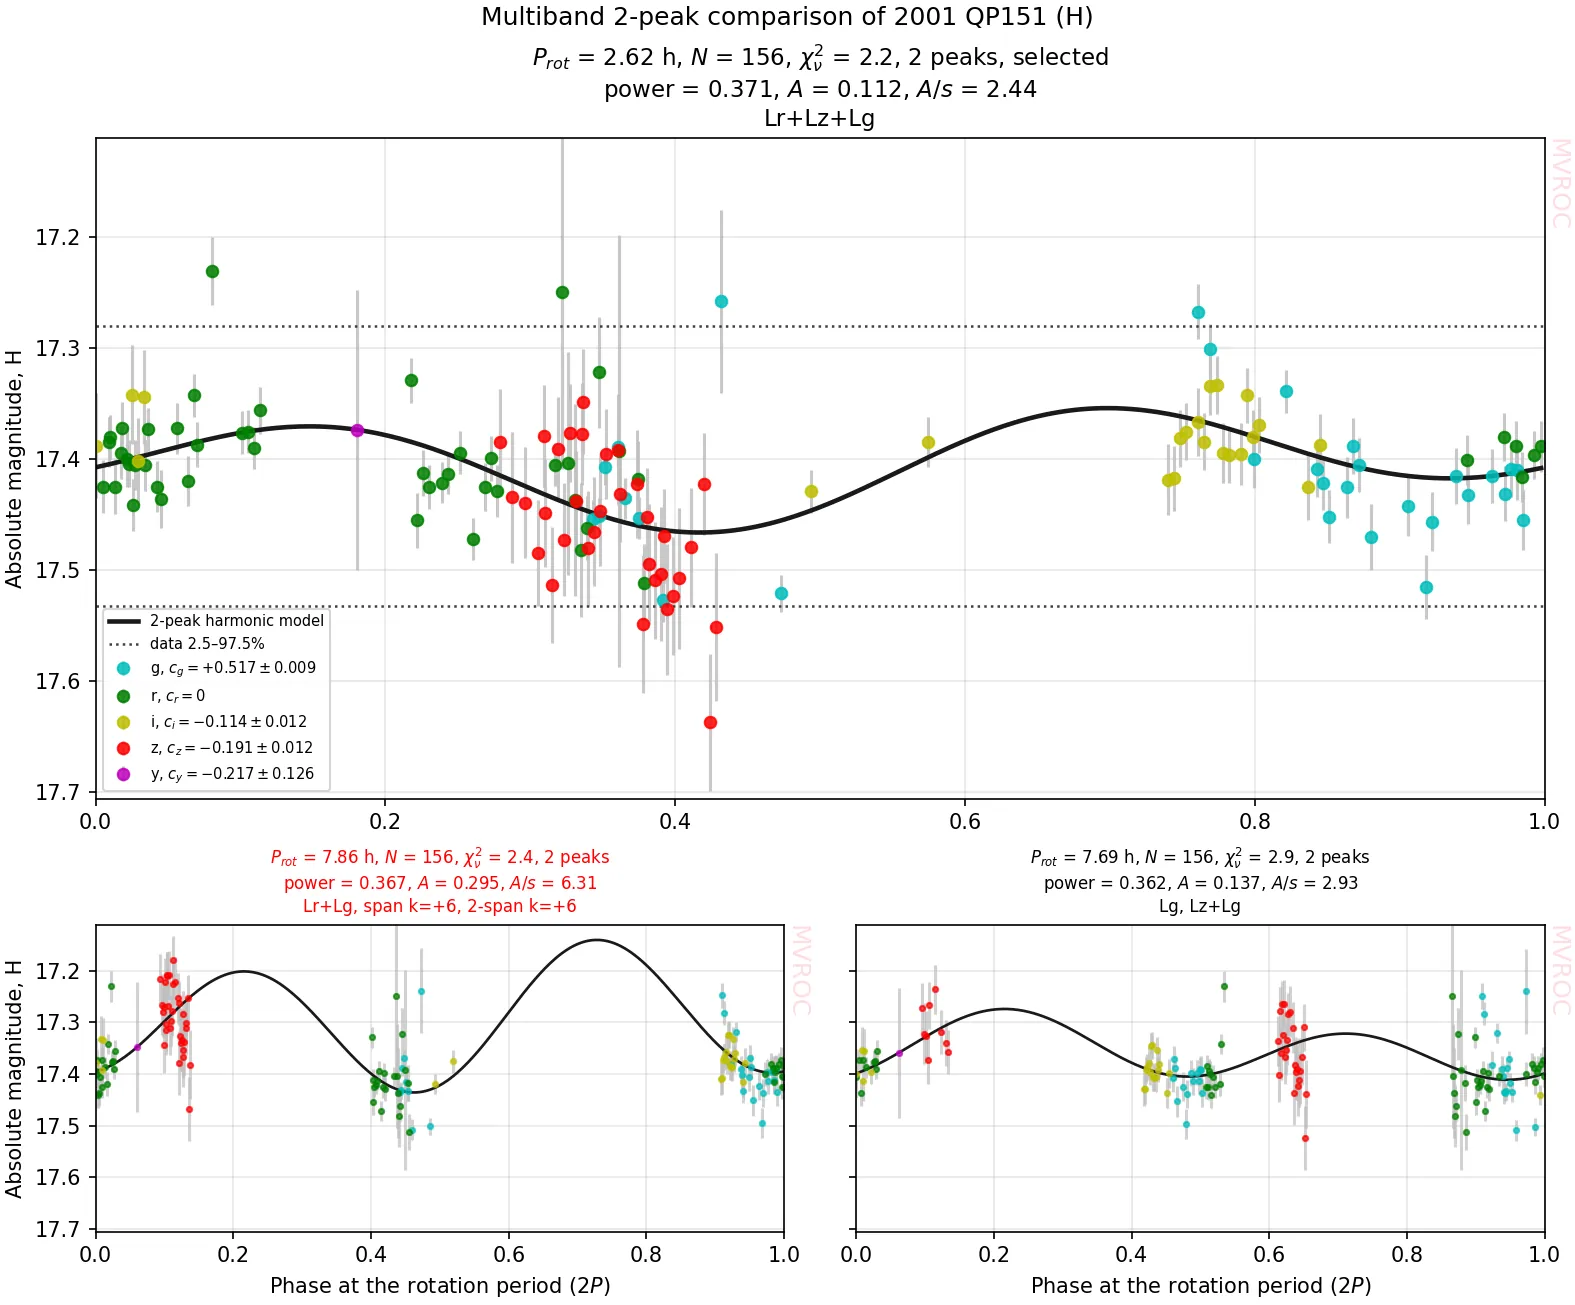 Multiband 2-peak comparison of 2001 QP151 (H)
P_rot = 2.62 h, N = 156, χ²_ν = 2.2, 2 peaks, selected
power = 0.371, A = 0.112, A/s = 2.44
Lr+Lz+Lg
MVROC
Absolute magnitude, H
17.2
17.3
17.4
17.5
17.6
17.7
2-peak harmonic model
data 2.5–97.5%
g, c_g = +0.517 ± 0.009
r, c_r = 0
i, c_i = −0.114 ± 0.012
z, c_z = −0.191 ± 0.012
y, c_y = −0.217 ± 0.126
0.0 0.2 0.4 0.6 0.8 1.0
P_rot = 7.86 h, N = 156, χ²_ν = 2.4, 2 peaks
power = 0.367, A = 0.295, A/s = 6.31
Lr+Lg, span k=+6, 2-span k=+6
MVROC
Absolute magnitude, H
17.2
17.3
17.4
17.5
17.6
17.7
0.0 0.2 0.4 0.6 0.8 1.0
Phase at the rotation period (2P)
P_rot = 7.69 h, N = 156, χ²_ν = 2.9, 2 peaks
power = 0.362, A = 0.137, A/s = 2.93
Lg, Lz+Lg
MVROC
0.0 0.2 0.4 0.6 0.8 1.0
Phase at the rotation period (2P)